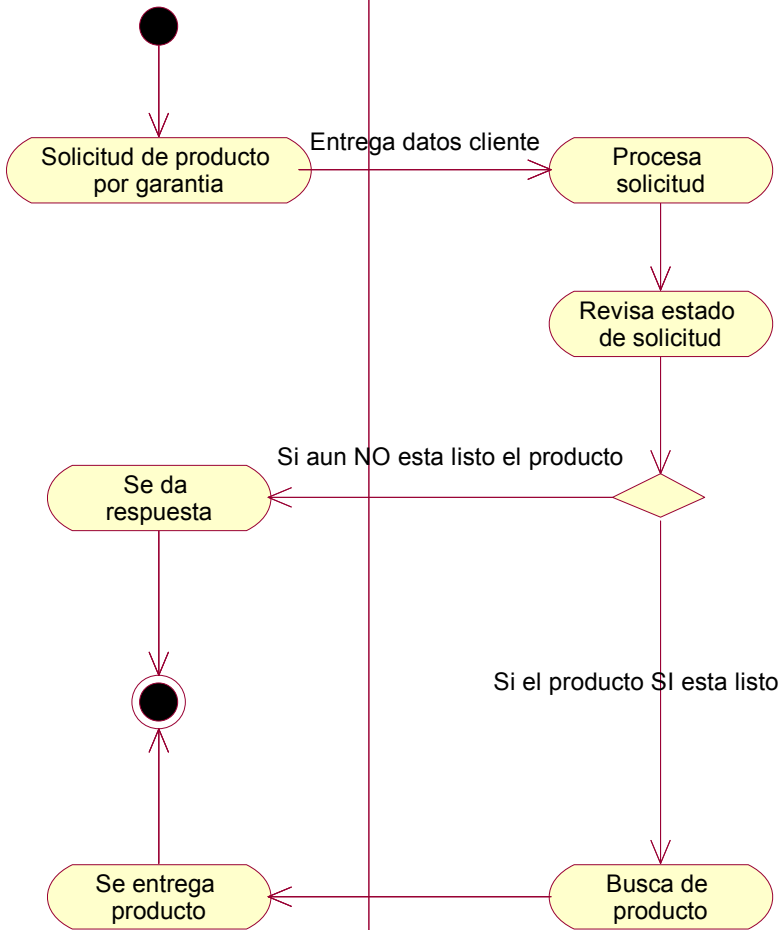 Solicitud de producto
por garantia
Entrega datos cliente
Procesa
solicitud
Revisa estado
de solicitud
Si aun NO esta listo el producto
Se da
respuesta
Si el producto SI esta listo
Se entrega
producto
Busca de
producto